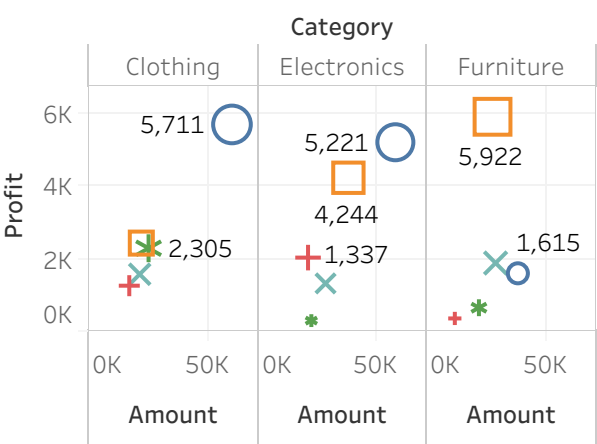 Category
Clothing Electronics Furniture
Profit
6K
4K
2K
0K
5,711
2,305
5,221
4,244
1,337
5,922
1,615
0K 50K 0K 50K 0K 50K
Amount Amount Amount